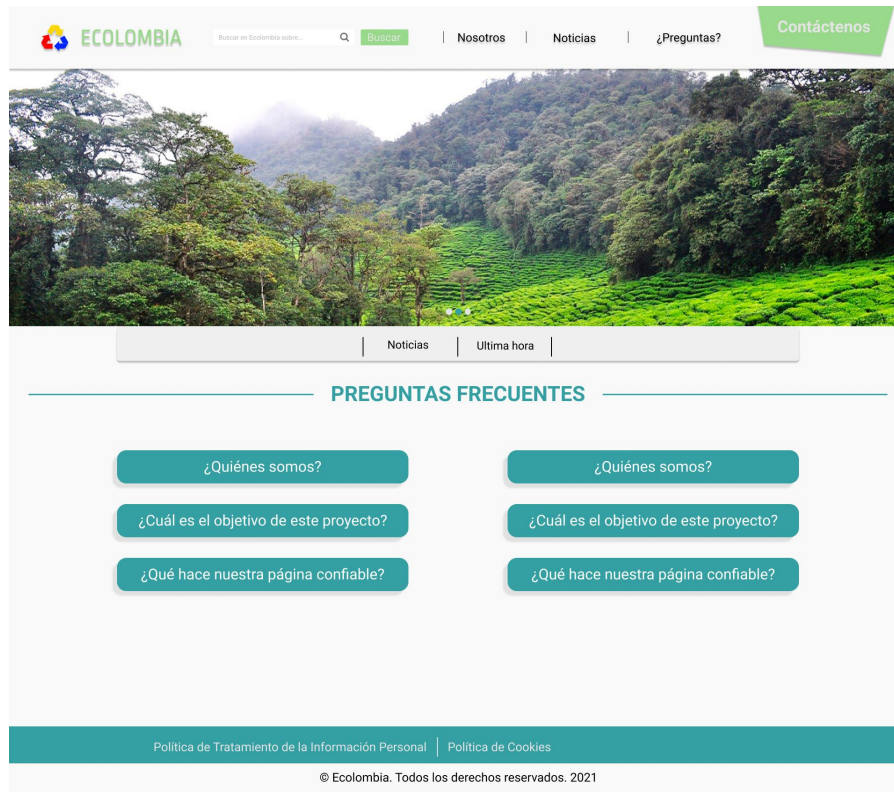 ECOLOMBIA
Buscar en Ecolombia sobre...
Buscar
Nosotros
Noticias
¿Preguntas?
Contáctenos
Noticias
Ultima hora
PREGUNTAS FRECUENTES
¿Quiénes somos?
¿Quiénes somos?
¿Cuál es el objetivo de este proyecto?
¿Cuál es el objetivo de este proyecto?
¿Qué hace nuestra página confiable?
¿Qué hace nuestra página confiable?
Política de Tratamiento de la Información Personal
Política de Cookies
© Ecolombia. Todos los derechos reservados. 2021